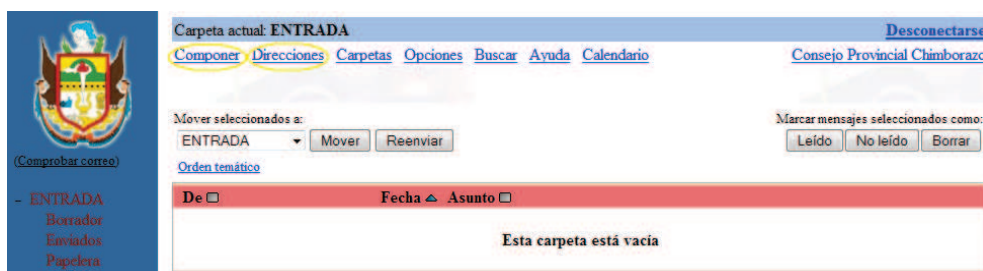 Carpeta actual: ENTRADA Desconectarse
Componer Direcciones Carpetas Opciones Buscar Ayuda Calendario Consejo Provincial Chimborazo
Mover seleccionados a: Marcar mensajes seleccionados como:
ENTRADA Mover Reenviar Leído No leído Borrar
(Comprobar correo) Orden temático
– ENTRADA De Fecha Asunto
Borrador
Enviados Esta carpeta está vacía
Papelera